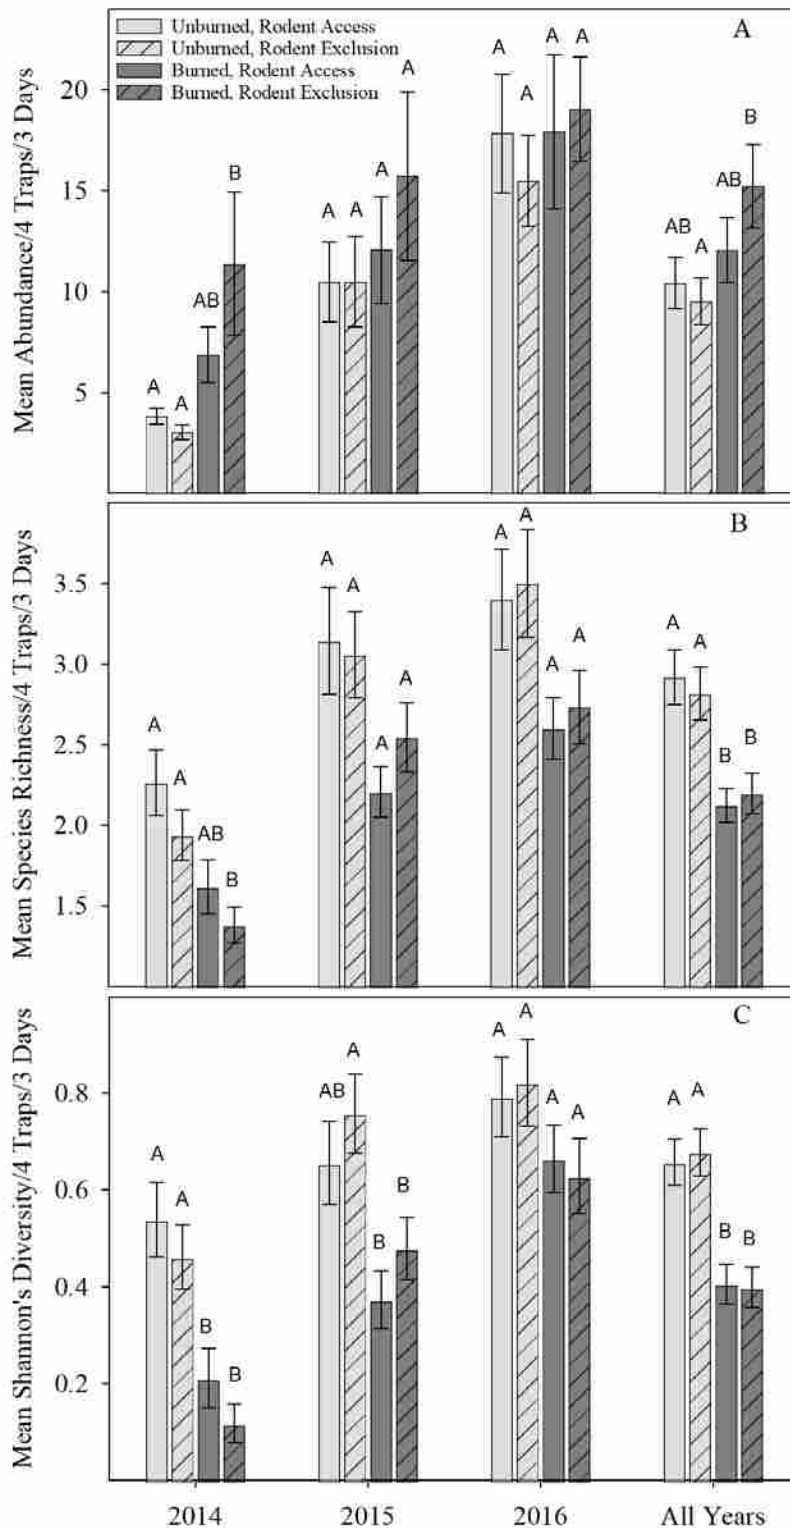 Unburned, Rodent Access
Unburned, Rodent Exclusion
Burned, Rodent Access
Burned, Rodent Exclusion
A
Mean Abundance/4 Traps/3 Days
20
15
10
5
A
A
AB
B
A
A
A
A
A
A
A
A
AB
A
AB
B
B
Mean Species Richness/4 Traps/3 Days
3.5
3.0
2.5
2.0
1.5
A
A
AB
B
A
A
A
A
A
A
A
A
A
A
B
B
C
Mean Shannon's Diversity/4 Traps/3 Days
0.8
0.6
0.4
0.2
A
A
B
B
AB
A
B
B
A
A
A
A
A
A
B
B
2014
2015
2016
All Years